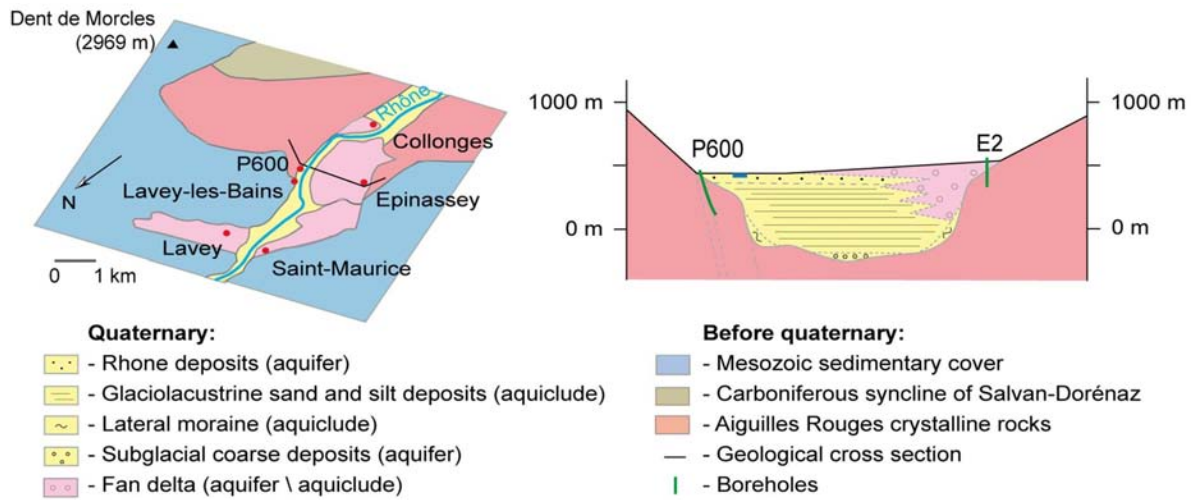 Dent de Morcles
(2969 m)
Rhône
Collonges
P600
Lavey-les-Bains
Epinassey
N
Lavey
Saint-Maurice
0 1 km
1000 m
1000 m
P600
E2
0 m
0 m
Quaternary:
- Rhone deposits (aquifer)
- Glaciolacustrine sand and silt deposits (aquiclude)
- Lateral moraine (aquiclude)
- Subglacial coarse deposits (aquifer)
- Fan delta (aquifer \ aquiclude)
Before quaternary:
- Mesozoic sedimentary cover
- Carboniferous syncline of Salvan-Dorénaz
- Aiguilles Rouges crystalline rocks
- Geological cross section
- Boreholes